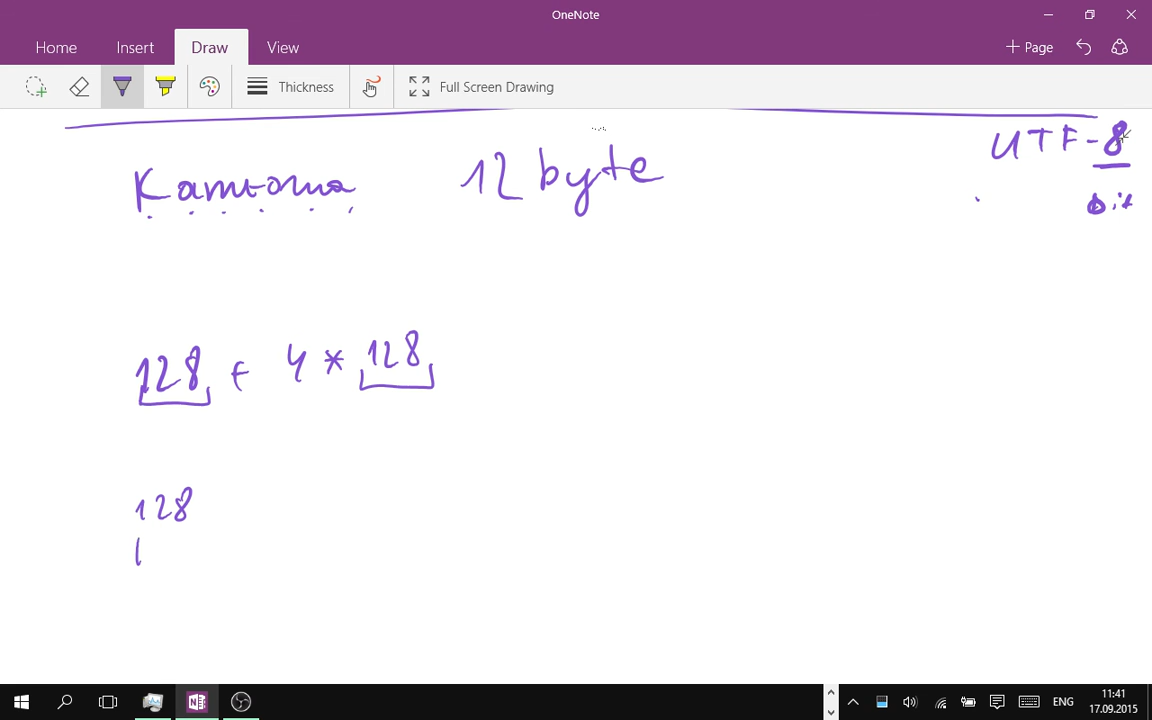 OneNote
Home Insert Draw View
Page
Thickness
Full Screen Drawing
UTF-8
12 byte
bit
128 + 4 * 128
128
ENG
11:41
17.09.2015